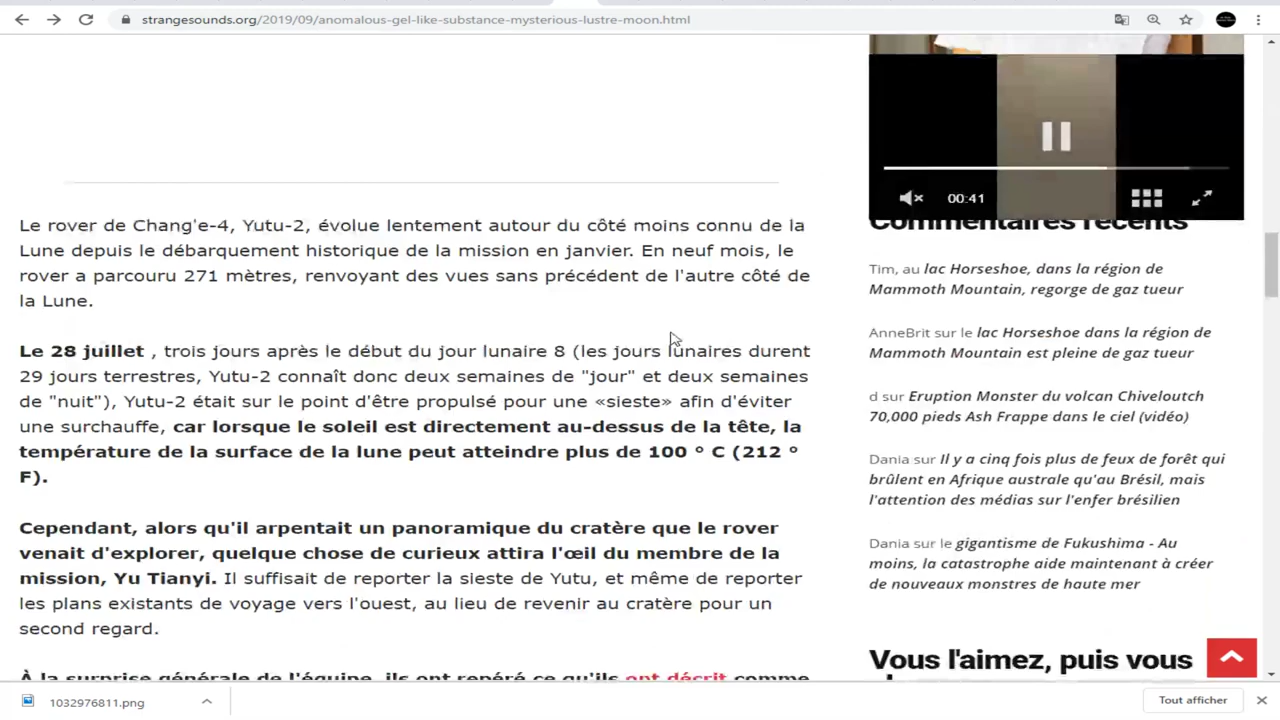 strangesounds.org/2019/09/anomalous-gel-like-substance-mysterious-lustre-moon.html
00:41
Le rover de Chang'e-4, Yutu-2, évolue lentement autour du côté moins connu de la
Lune depuis le débarquement historique de la mission en janvier. En neuf mois, le
rover a parcouru 271 mètres, renvoyant des vues sans précédent de l'autre côté de
la Lune.
Le 28 juillet , trois jours après le début du jour lunaire 8 (les jours lunaires durent
29 jours terrestres, Yutu-2 connaît donc deux semaines de "jour" et deux semaines
de "nuit"), Yutu-2 était sur le point d'être propulsé pour une «sieste» afin d'éviter
une surchauffe, car lorsque le soleil est directement au-dessus de la tête, la
température de la surface de la lune peut atteindre plus de 100 ° C (212 °
F).
Cependant, alors qu'il arpentait un panoramique du cratère que le rover
venait d'explorer, quelque chose de curieux attira l'œil du membre de la
mission, Yu Tianyi. Il suffisait de reporter la sieste de Yutu, et même de reporter
les plans existants de voyage vers l'ouest, au lieu de revenir au cratère pour un
second regard.
À la surprise générale de l'équipe, ils ont repéré ce qu'ils ont décrit comme
Commentaires récents
Tim, au lac Horseshoe, dans la région de
Mammoth Mountain, regorge de gaz tueur
AnneBrit sur le lac Horseshoe dans la région de
Mammoth Mountain est pleine de gaz tueur
d sur Eruption Monster du volcan Chiveloutch
70,000 pieds Ash Frappe dans le ciel (vidéo)
Dania sur Il y a cinq fois plus de feux de forêt qui
brûlent en Afrique australe qu'au Brésil, mais
l'attention des médias sur l'enfer brésilien
Dania sur le gigantisme de Fukushima - Au
moins, la catastrophe aide maintenant à créer
de nouveaux monstres de haute mer
Vous l'aimez, puis vous
1032976811.png
Tout afficher